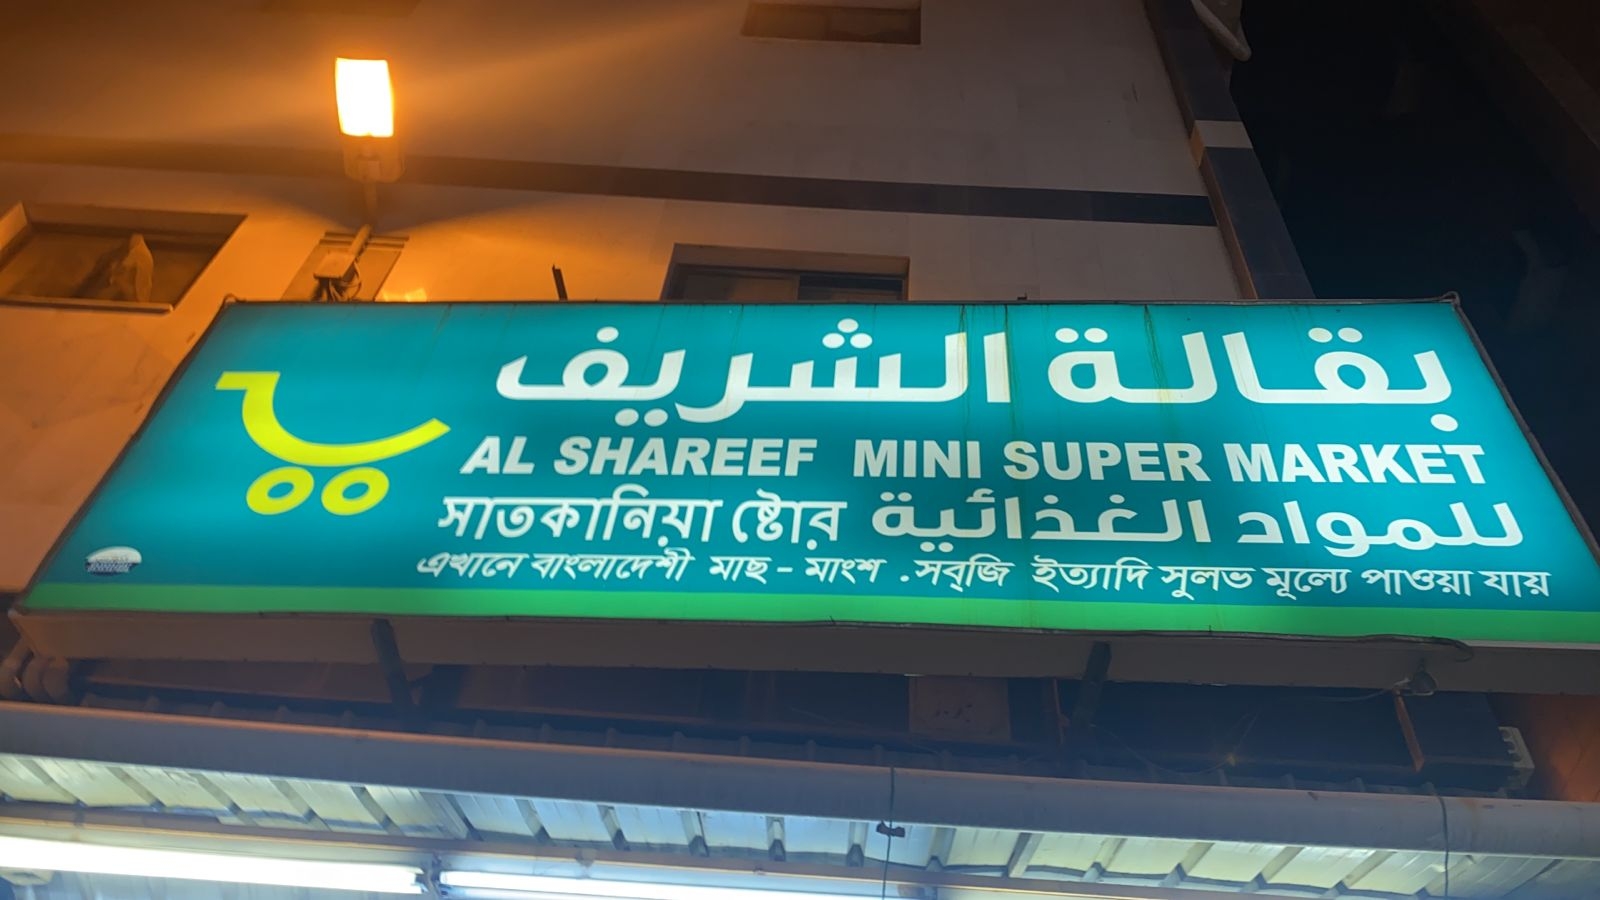 بقالة الشريف
AL SHAREEF MINI SUPER MARKET
সাতকানিয়া ষ্টোর للمواد الغذائية
এখানে বাংলাদেশী মাছ - মাংশ . সব্জি ইত্যাদি সুলভ মূল্যে পাওয়া যায়